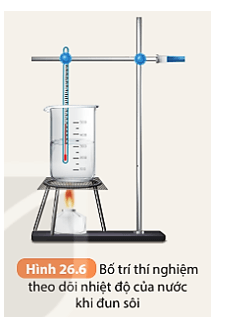 Hình 26.6 Bố trí thí nghiệm
theo dõi nhiệt độ của nước
khi đun sôi